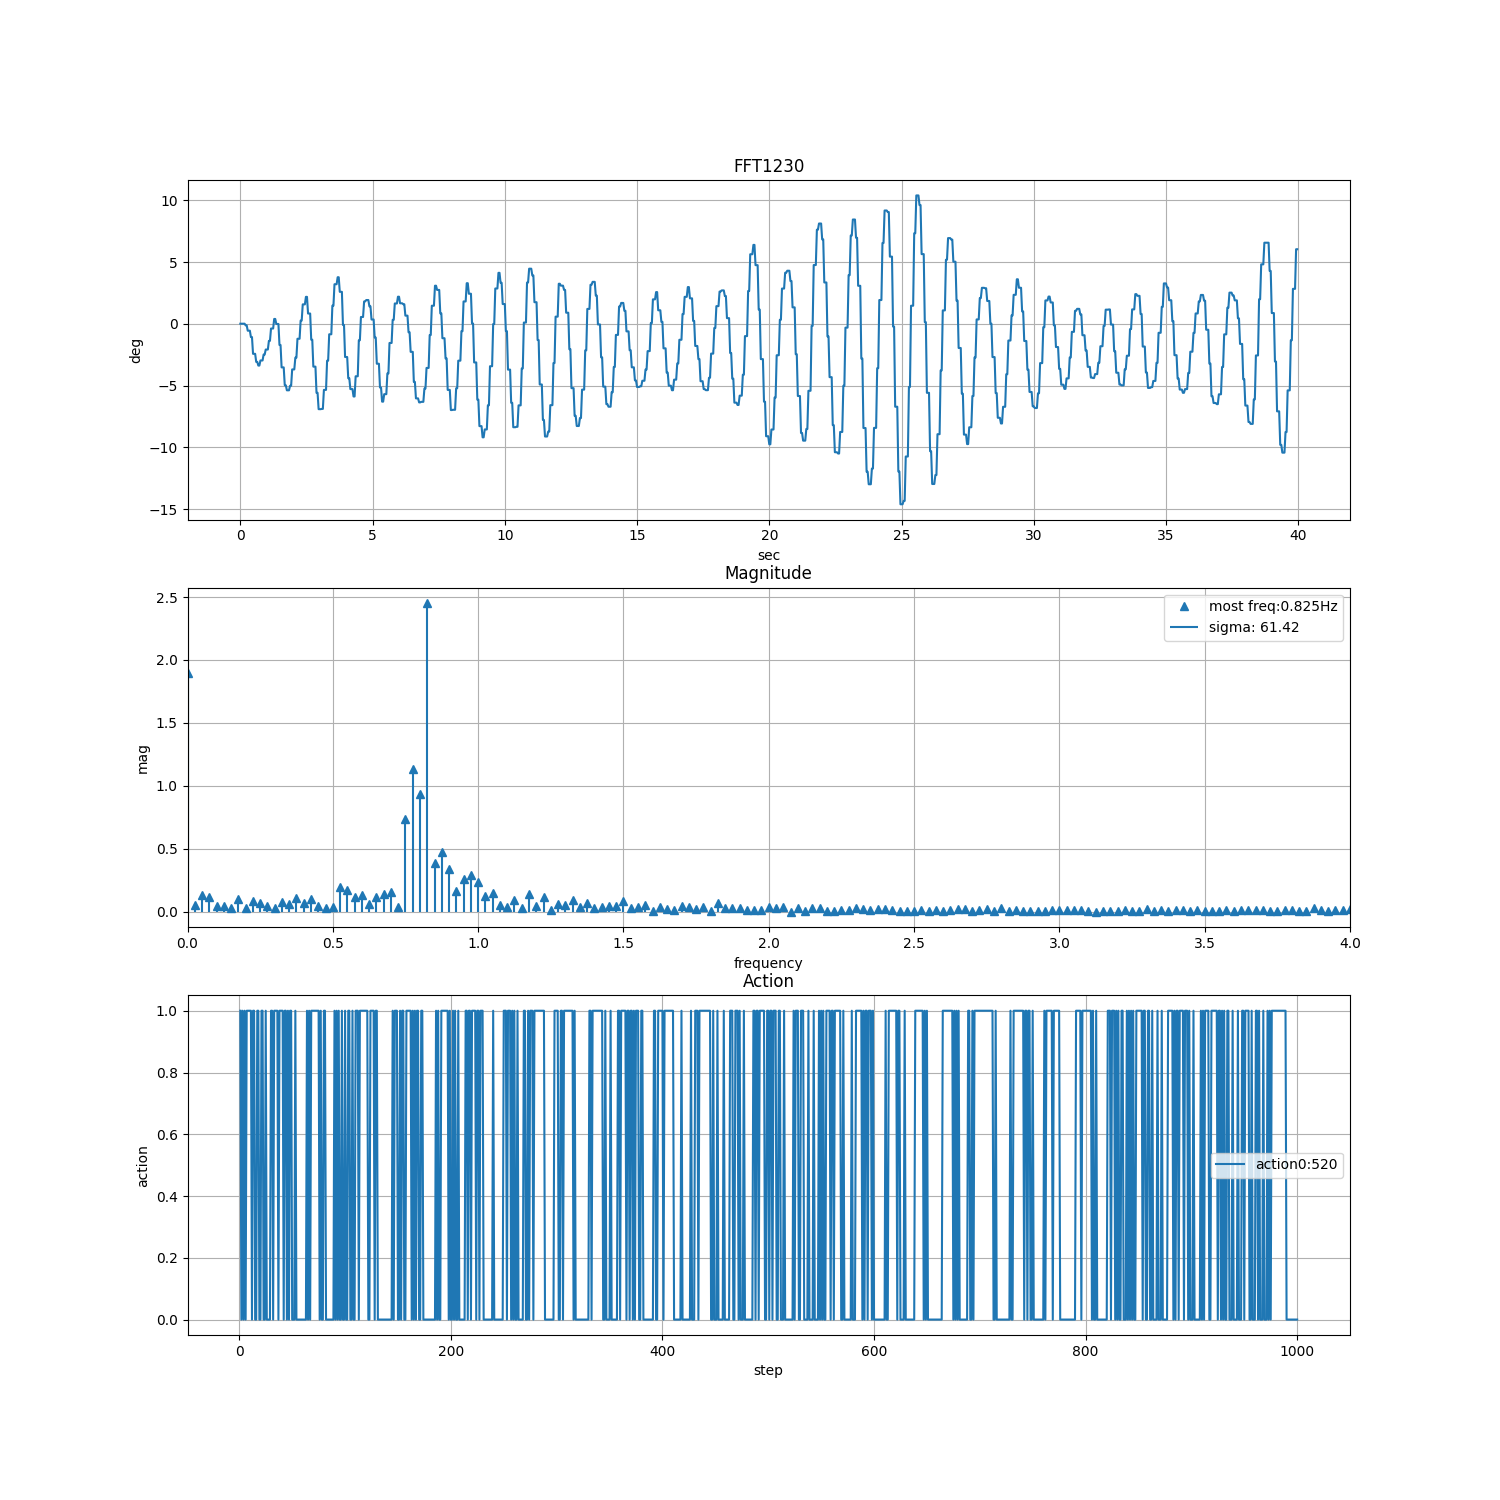 FFT1230
10
5
0
−5
−10
−15
deg
0 5 10 15 20 25 30 35 40
sec
Magnitude
2.5
2.0
1.5
1.0
0.5
0.0
mag
most freq:0.825Hz
sigma: 61.42
0.0 0.5 1.0 1.5 2.0 2.5 3.0 3.5 4.0
frequency
Action
1.0
0.8
0.6
0.4
0.2
0.0
action
action0:520
0 200 400 600 800 1000
step